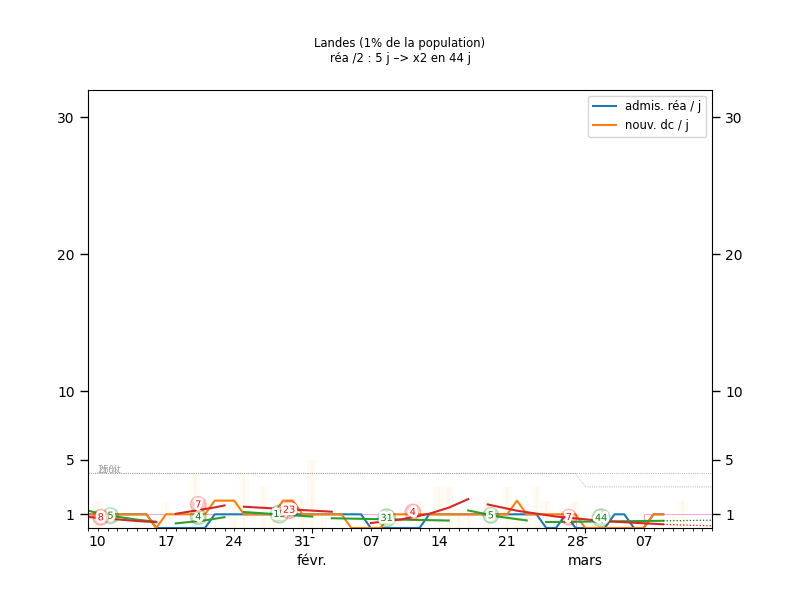 Landes (1% de la population)
réa /2 : 5 j –> x2 en 44 j
admis. réa / j
nouv. dc / j
30 30
20 20
10 10
5 5
1 1
8 5 7 4 23 31 4 5 7 44
10 17 24 31 07 14 21 28 07
févr. mars